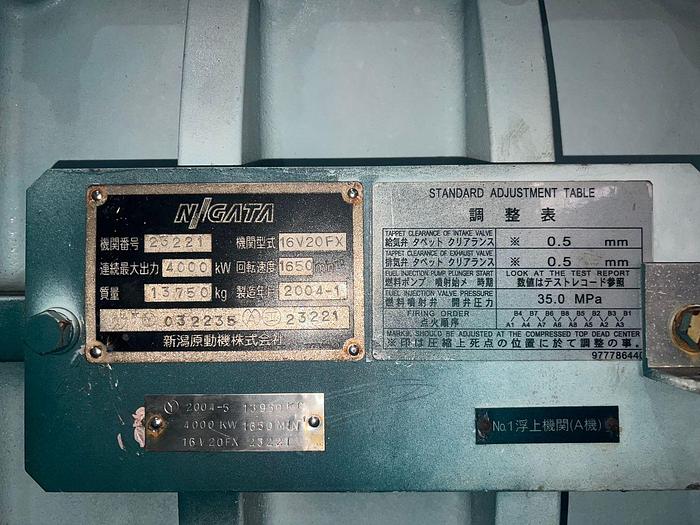 NIIGATA
機関番号 23221 機関型式 16V20FX
連続最大出力 4000 kW 回転速度 1650 min-1
質量 13750 kg 製造年月 2004-1
032235 23221
新潟原動機株式会社
STANDARD ADJUSTMENT TABLE
調整表
TAPPET CLEARANCE OF INTAKE VALVE
給気弁 タペット クリアランス ※ 0.5 mm
TAPPET CLEARANCE OF EXHAUST VALVE
排気弁 タペット クリアランス ※ 0.5 mm
FUEL INJECTION PUMP PLUNGER START LOOK AT THE TEST REPORT
燃料ポンプ 噴射始メ 時期 数値はテストレコード参照
FUEL INJECTION VALVE PRESSURE
燃料噴射弁 開弁圧力 35.0 MPa
FIRING ORDER B4 B7 B6 B8 B5 B2 B3 B1
点火順序 A1 A4 A7 A6 A8 A5 A2 A3
MARK※, SHOULD BE ADJUSTED AT THE COMPRESSED TOP DEAD CENTER
※印は圧縮上死点の位置に於て調整の事.
977786440
2004-5 13950 KG
4000 KW 1650 MIN-1
16V20FX 23221
No.1浮上機関(A機)